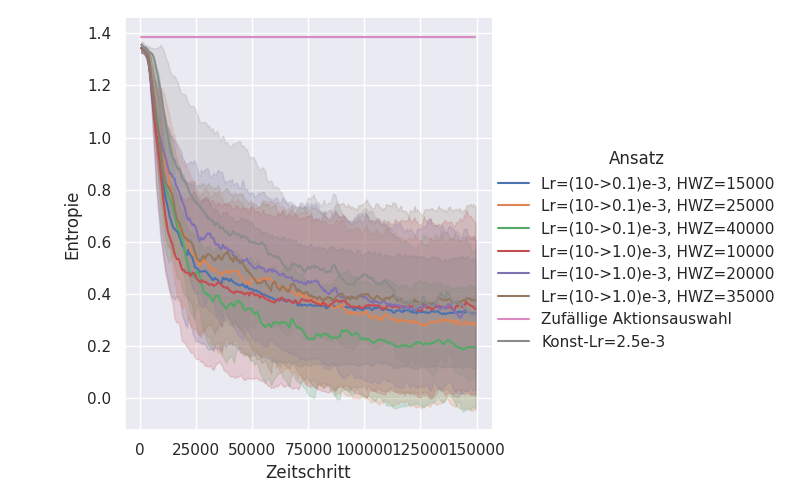 1.4
1.2
1.0
0.8
0.6
0.4
0.2
0.0
Entropie
0 25000 50000 75000 100000 125000 150000
Zeitschritt
Ansatz
Lr=(10->0.1)e-3, HWZ=15000
Lr=(10->0.1)e-3, HWZ=25000
Lr=(10->0.1)e-3, HWZ=40000
Lr=(10->1.0)e-3, HWZ=10000
Lr=(10->1.0)e-3, HWZ=20000
Lr=(10->1.0)e-3, HWZ=35000
Zufällige Aktionsauswahl
Konst-Lr=2.5e-3